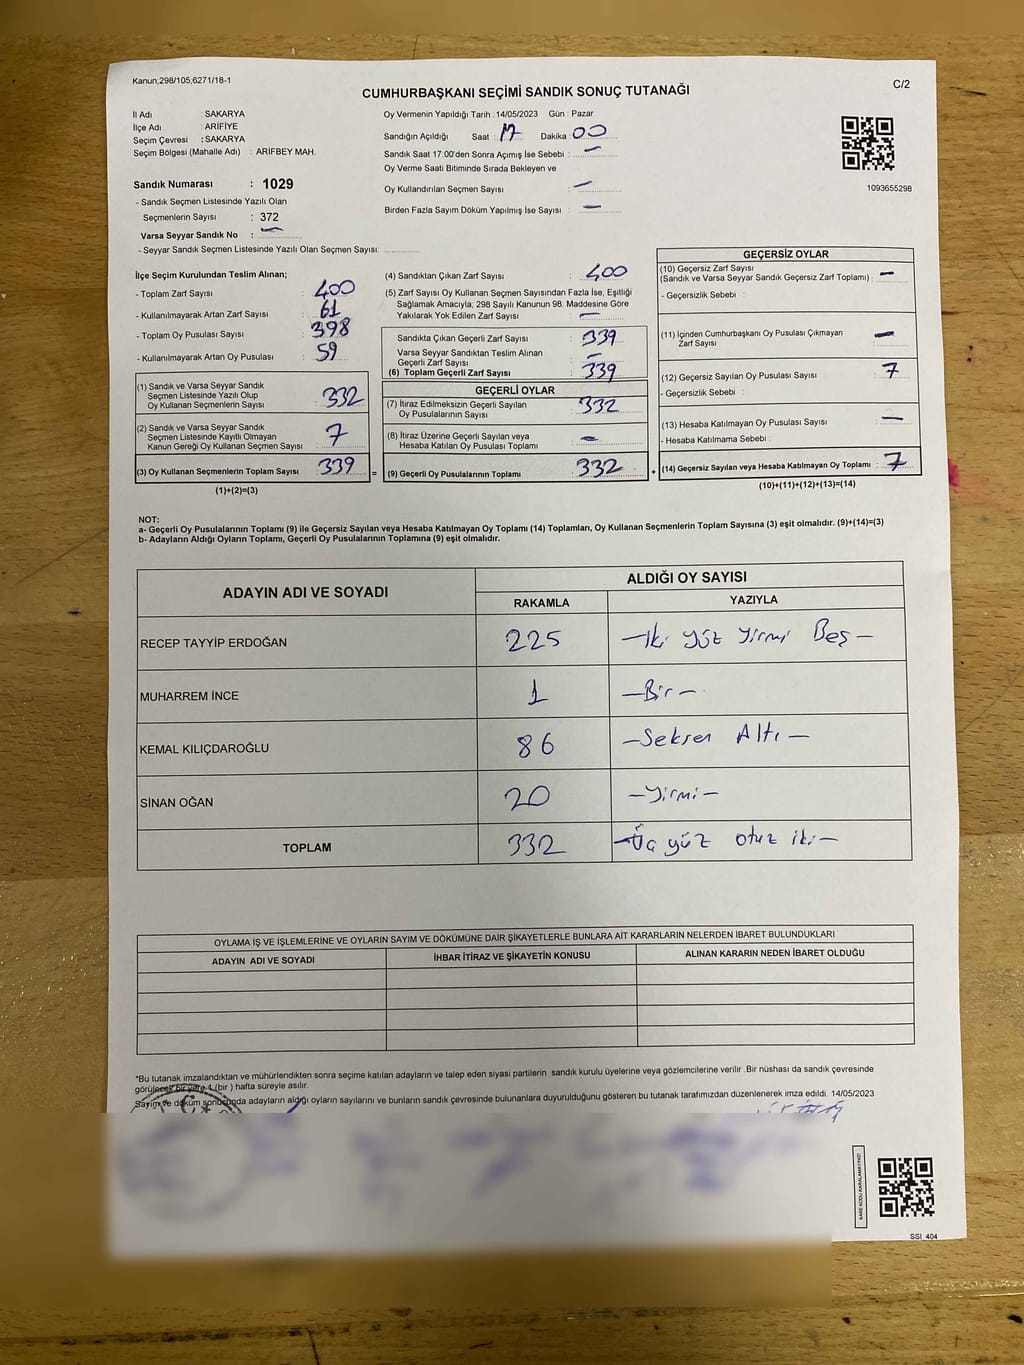 Kanun;298/105,6271/18-1
C/2
CUMHURBAŞKANI SEÇİMİ SANDIK SONUÇ TUTANAĞI
İl Adı : SAKARYA
İlçe Adı : ARİFİYE
Seçim Çevresi : SAKARYA
Seçim Bölgesi (Mahalle Adı) : ARİFBEY MAH.
Sandık Numarası : 1029
- Sandık Seçmen Listesinde Yazılı Olan
Seçmenlerin Sayısı : 372
Varsa Seyyar Sandık No : —
- Seyyar Sandık Seçmen Listesinde Yazılı Olan Seçmen Sayısı:
Oy Vermenin Yapıldığı Tarih : 14/05/2023 Gün : Pazar
Sandığın Açıldığı Saat : 17 Dakika : 00
Sandık Saat 17:00'den Sonra Açımış İse Sebebi : —
Oy Verme Saati Bitiminde Sırada Bekleyen ve
Oy Kullandırılan Seçmen Sayısı : —
Birden Fazla Sayım Döküm Yapılmış İse Sayısı : —
1093655298
İlçe Seçim Kurulundan Teslim Alınan;
- Toplam Zarf Sayısı : 400
- Kullanılmayarak Artan Zarf Sayısı : 61
- Toplam Oy Pusulası Sayısı : 398
- Kullanılmayarak Artan Oy Pusulası : 59
(1) Sandık ve Varsa Seyyar Sandık
Seçmen Listesinde Yazılı Olup
Oy Kullanan Seçmenlerin Sayısı : 332
(2) Sandık ve Varsa Seyyar Sandık
Seçmen Listesinde Kayıtlı Olmayan
Kanun Gereği Oy Kullanan Seçmen Sayısı : 7
(3) Oy Kullanan Seçmenlerin Toplam Sayısı : 339 =
(1)+(2)=(3)
(4) Sandıktan Çıkan Zarf Sayısı : 400
(5) Zarf Sayısı Oy Kullanan Seçmen Sayısından Fazla İse, Eşitliği
Sağlamak Amacıyla; 298 Sayılı Kanunun 98. Maddesine Göre
Yakılarak Yok Edilen Zarf Sayısı : —
Sandıkta Çıkan Geçerli Zarf Sayısı : 339
Varsa Seyyar Sandıktan Teslim Alınan
Geçerli Zarf Sayısı : —
(6) Toplam Geçerli Zarf Sayısı : 339
GEÇERLİ OYLAR
(7) İtiraz Edilmeksizin Geçerli Sayılan
Oy Pusulalarının Sayısı : 332
(8) İtiraz Üzerine Geçerli Sayılan veya
Hesaba Katılan Oy Pusulası Toplamı : —
(9) Geçerli Oy Pusulalarının Toplamı : 332 +
GEÇERSİZ OYLAR
(10) Geçersiz Zarf Sayısı
(Sandık ve Varsa Seyyar Sandık Geçersiz Zarf Toplamı) : —
- Geçersizlik Sebebi :
(11) İçinden Cumhurbaşkanı Oy Pusulası Çıkmayan
Zarf Sayısı : —
(12) Geçersiz Sayılan Oy Pusulası Sayısı : 7
- Geçersizlik Sebebi :
(13) Hesaba Katılmayan Oy Pusulası Sayısı : —
- Hesaba Katılmama Sebebi :
(14) Geçersiz Sayılan veya Hesaba Katılmayan Oy Toplamı : 7
(10)+(11)+(12)+(13)=(14)
NOT:
a- Geçerli Oy Pusulalarının Toplamı (9) ile Geçersiz Sayılan veya Hesaba Katılmayan Oy Toplamı (14) Toplamları, Oy Kullanan Seçmenlerin Toplam Sayısına (3) eşit olmalıdır. (9)+(14)=(3)
b- Adayların Aldığı Oyların Toplamı, Geçerli Oy Pusulalarının Toplamına (9) eşit olmalıdır.
ADAYIN ADI VE SOYADI ALDIĞI OY SAYISI
RAKAMLA YAZIYLA
RECEP TAYYİP ERDOĞAN 225 —İki yüz yirmi Beş—
MUHARREM İNCE 1 —Bir—
KEMAL KILIÇDAROĞLU 86 —Seksen Altı—
SİNAN OĞAN 20 —yirmi—
TOPLAM 332 —Üç yüz otuz iki—
OYLAMA İŞ VE İŞLEMLERİNE VE OYLARIN SAYIM VE DÖKÜMÜNE DAİR ŞİKAYETLERLE BUNLARA AİT KARARLARIN NELERDEN İBARET BULUNDUKLARI
ADAYIN ADI VE SOYADI İHBAR İTİRAZ VE ŞİKAYETİN KONUSU ALINAN KARARIN NEDEN İBARET OLDUĞU
*Bu tutanak imzalandıktan ve mühürlendikten sonra seçime katılan adayların ve talep eden siyasi partilerin sandık kurulu üyelerine veya gözlemcilerine verilir .Bir nüshası da sandık çevresinde
görülecek bir yere 1 (bir ) hafta süreyle asılır.
Sayım ve döküm sonucunda adayların aldığı oyların sayılarını ve bunların sandık çevresinde bulunanlara duyurulduğunu gösteren bu tutanak tarafımızdan düzenlenerek imza edildi. 14/05/2023
KARE KODU KARALAMAYINIZ!
SSI_404